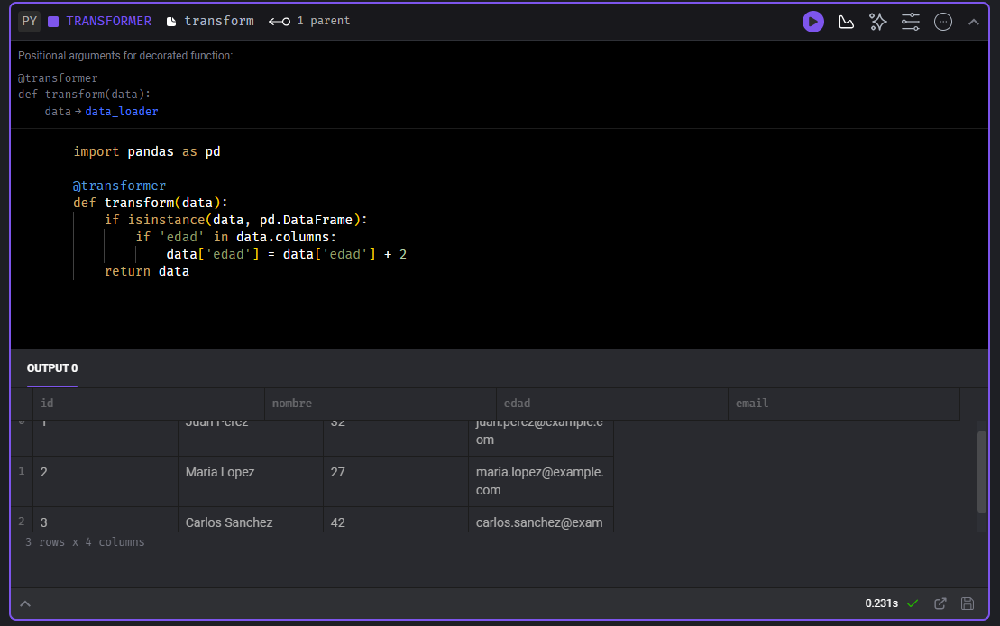 PY TRANSFORMER transform 1 parent
Positional arguments for decorated function:
@transformer
def transform(data):
    data → data_loader
import pandas as pd
@transformer
def transform(data):
    if isinstance(data, pd.DataFrame):
        if 'edad' in data.columns:
            data['edad'] = data['edad'] + 2
    return data
OUTPUT 0
id nombre edad email
0 1 Juan Perez 32 juan.perez@example.c
om
1 2 Maria Lopez 27 maria.lopez@example.
com
2 3 Carlos Sanchez 42 carlos.sanchez@exam
3 rows x 4 columns
0.231s